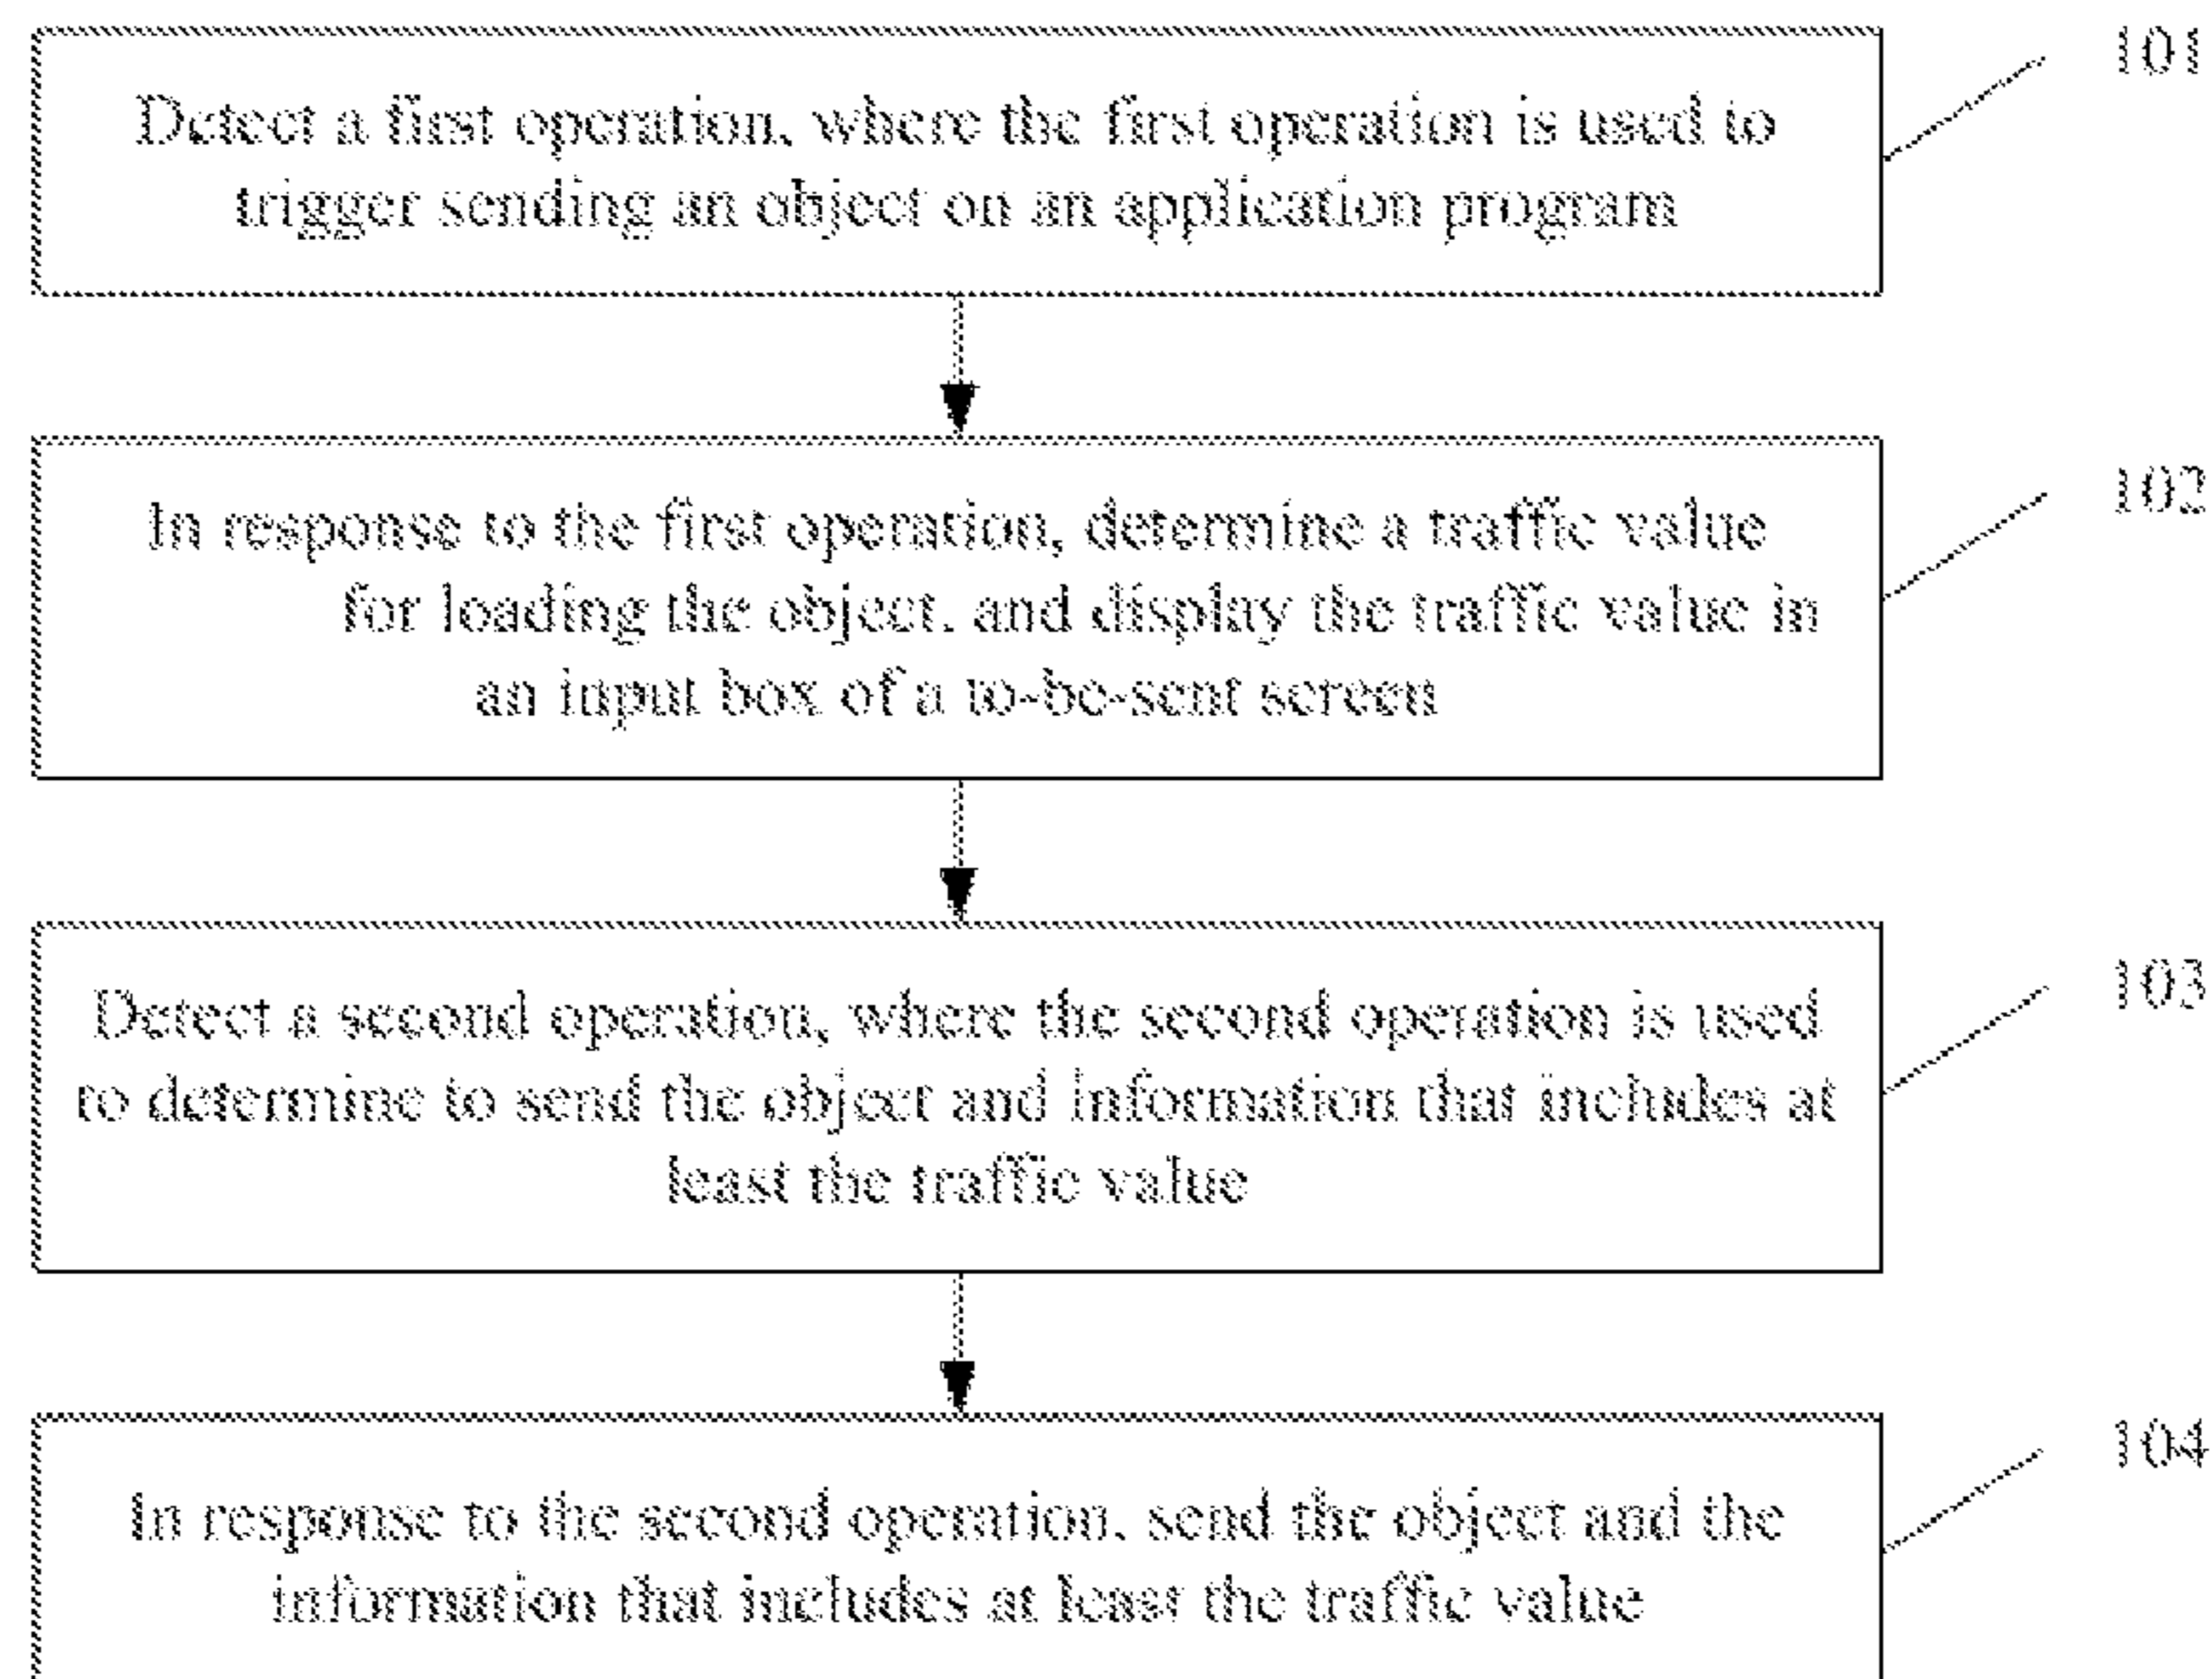 101
Detect a first operation, where the first operation is used to
trigger sending an object on an application program
102
In response to the first operation, determine a traffic value
for loading the object, and display the traffic value in
an input box of a to-be-sent screen
103
Detect a second operation, where the second operation is used
to determine to send the object and information that includes at
least the traffic value
104
In response to the second operation, send the object and the
information that includes at least the traffic value